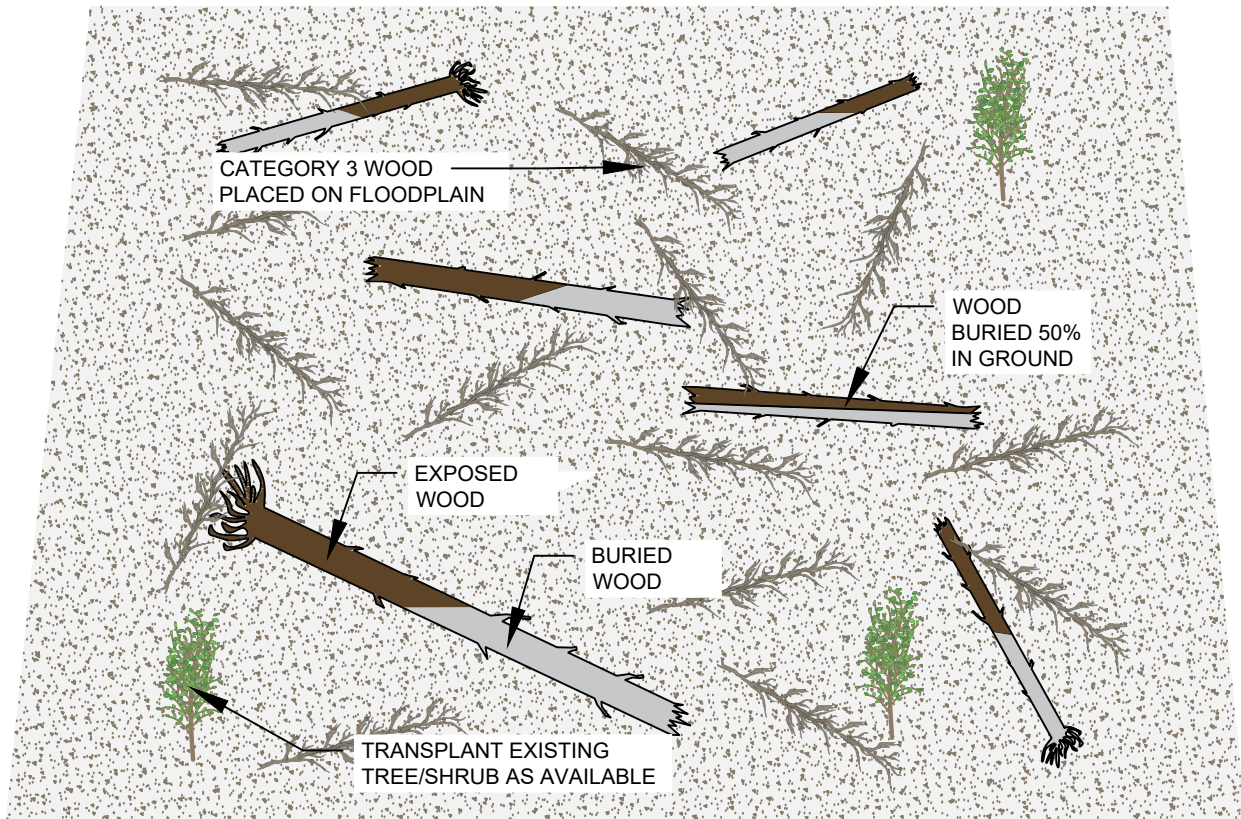 CATEGORY 3 WOOD
PLACED ON FLOODPLAIN
WOOD
BURIED 50%
IN GROUND
EXPOSED
WOOD
BURIED
WOOD
TRANSPLANT EXISTING
TREE/SHRUB AS AVAILABLE